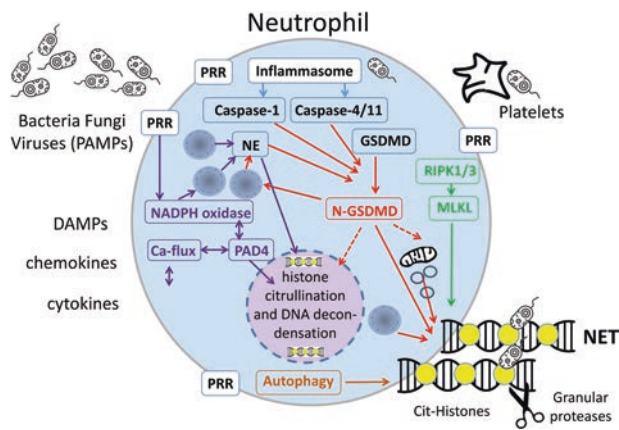 Neutrophil
PRR
Inflammasome
Bacteria Fungi
Viruses (PAMPs)
PRR
Caspase-1
Caspase-4/11
Platelets
PRR
NE
GSDMD
RIPK1/3
NADPH oxidase
N-GSDMD
MLKL
DAMPs
chemokines
cytokines
Ca-flux
PAD4
histone
citrullination
and DNA decon-
densation
NET
PRR
Autophagy
Cit-Histones
Granular
proteases